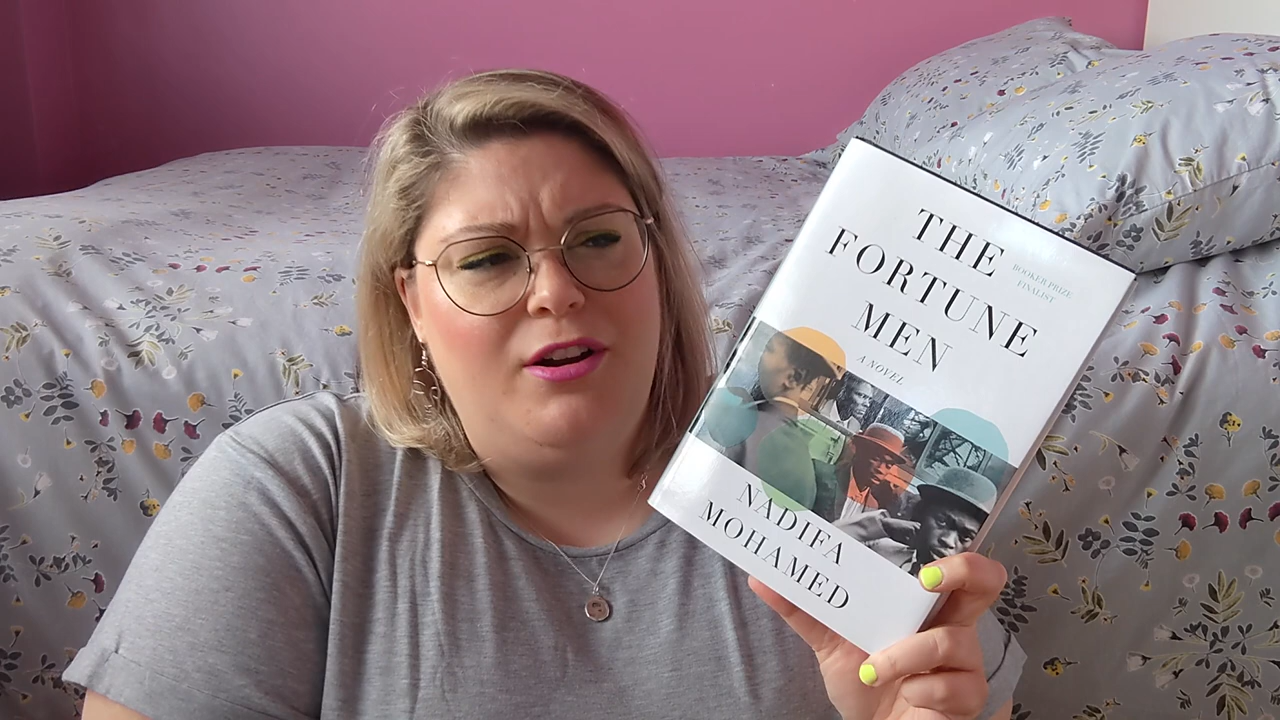 THE
FORTUNE
MEN
BOOKER PRIZE
FINALIST
A NOVEL
NADIFA
MOHAMED